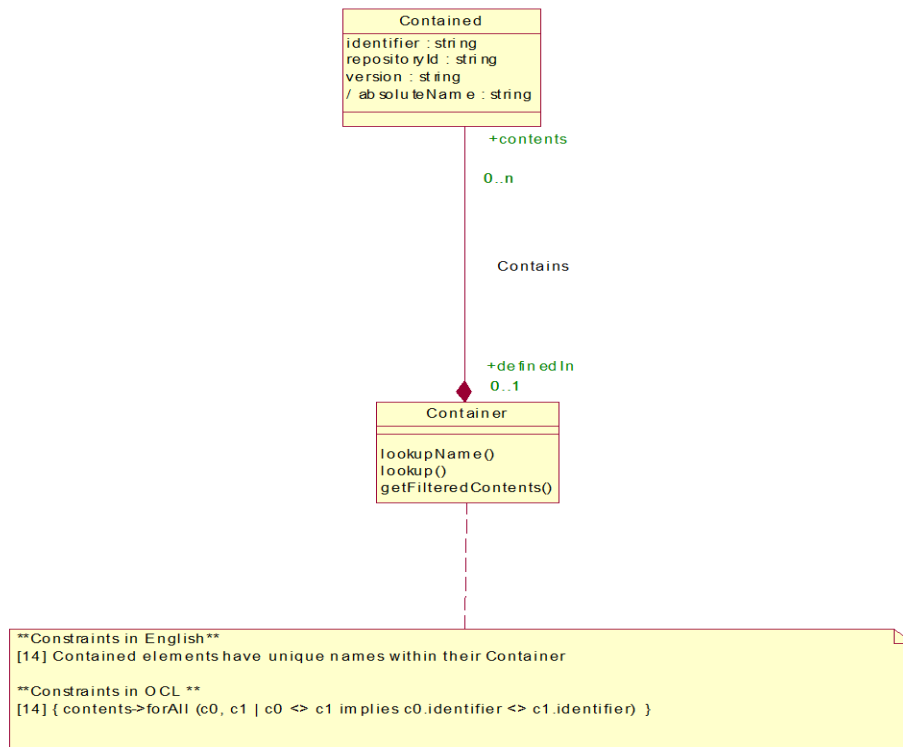 Contained
identifier : string
repositoryId : string
version : string
/ absoluteName : string
+contents
0..n
Contains
+definedIn
0..1
Container
lookupName()
lookup()
getFilteredContents()
**Constraints in English**
[14] Contained elements have unique names within their Container
**Constraints in OCL **
[14] { contents->forAll (c0, c1 | c0 <> c1 implies c0.identifier <> c1.identifier) }